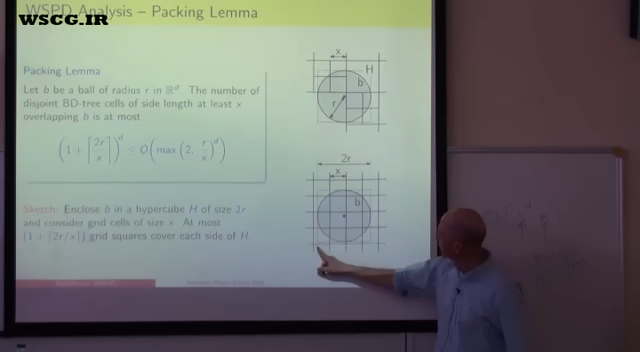 WSPD Analysis – Packing Lemma
WSCG.IR
Packing Lemma
Let b be a ball of radius r in ℝᵈ. The number of
disjoint BD-tree cells of side length at least x
overlapping b is at most
(1 + ⌈2r/x⌉)ᵈ ≤ O(max(2, r/x)ᵈ)
Sketch: Enclose b in a hypercube H of size 2r
and consider grid cells of size x. At most
(1 + ⌈2r/x⌉) grid squares cover each side of H.
x
H
b
r
2r
x
b